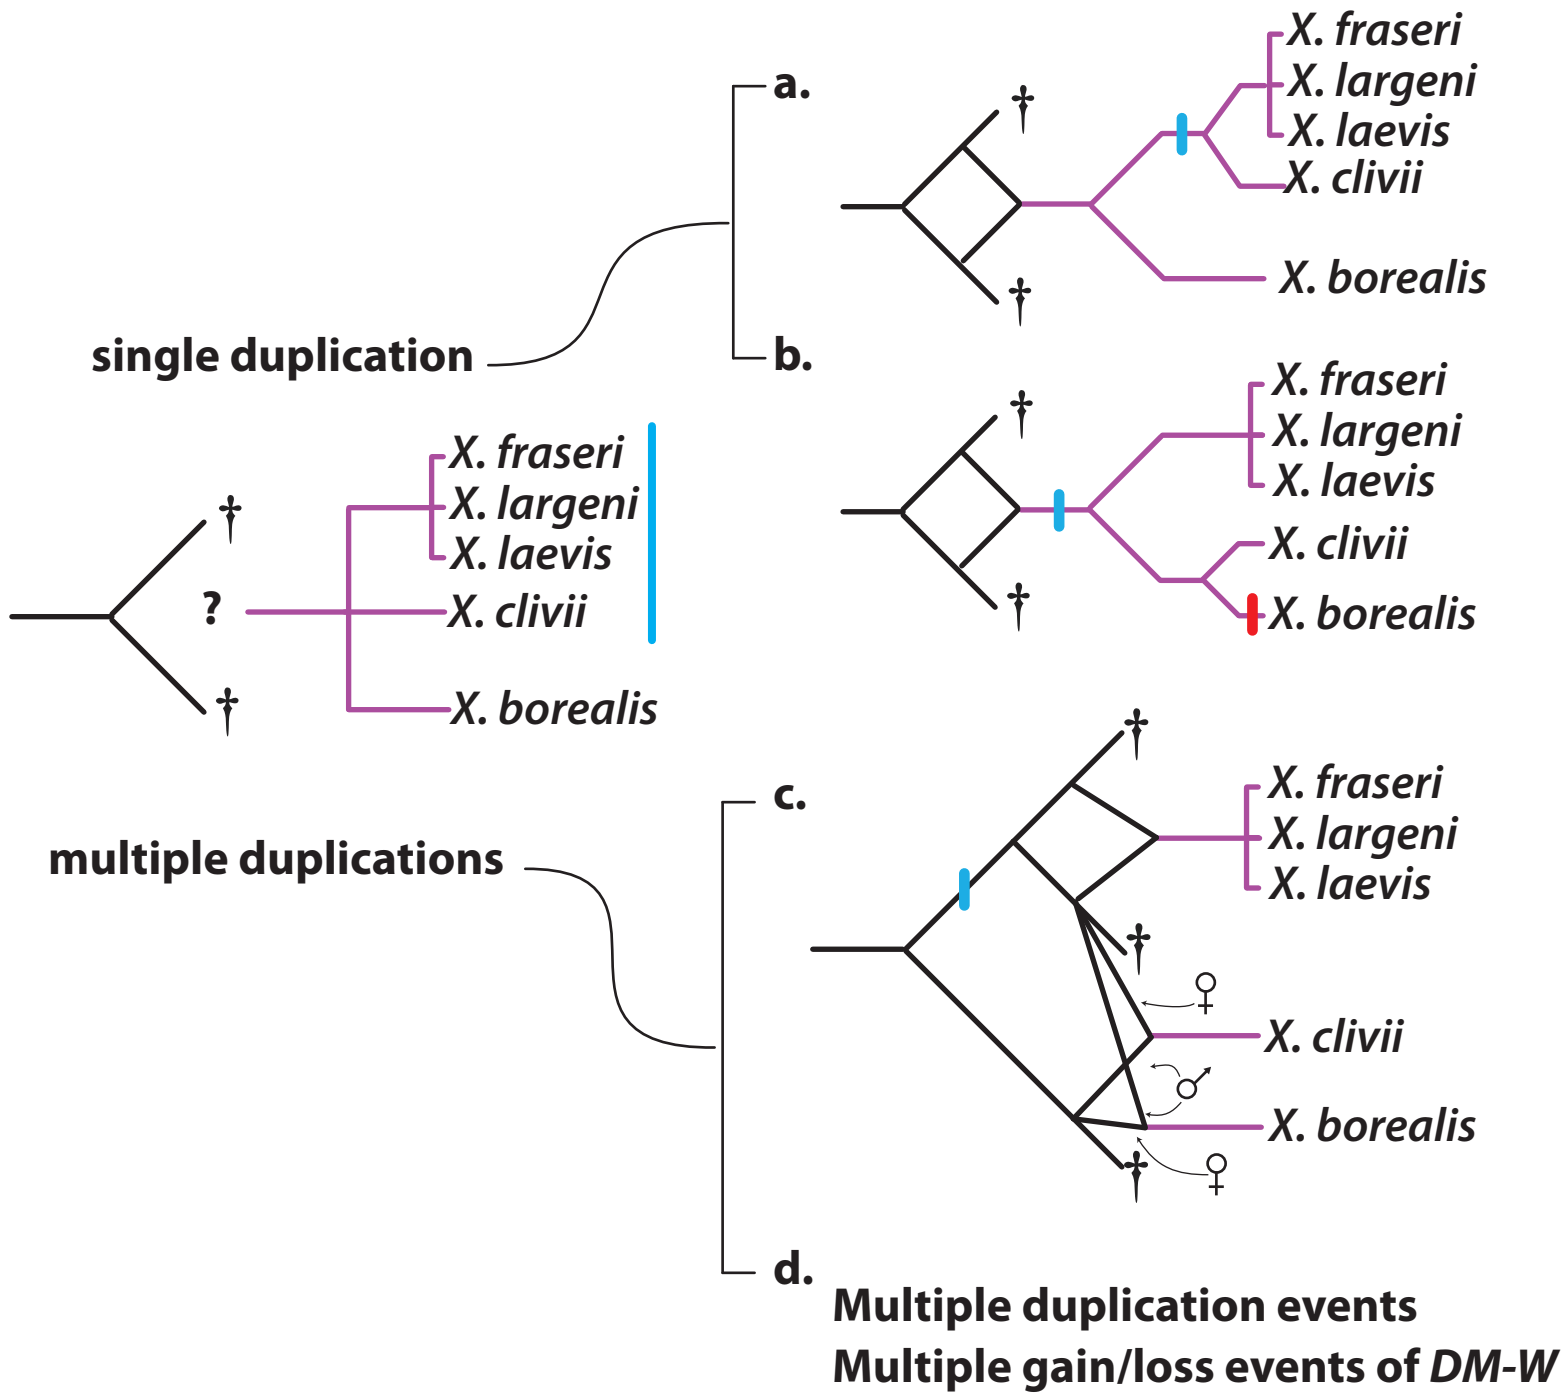 a.
X. fraseri
X. largeni
X. laevis
X. clivii
X. borealis
single duplication
b.
X. fraseri
X. largeni
X. laevis
X. clivii
X. borealis
X. fraseri
X. largeni
X. laevis
?
X. clivii
X. borealis
multiple duplications
c.
X. fraseri
X. largeni
X. laevis
X. clivii
X. borealis
d.
Multiple duplication events
Multiple gain/loss events of DM-W